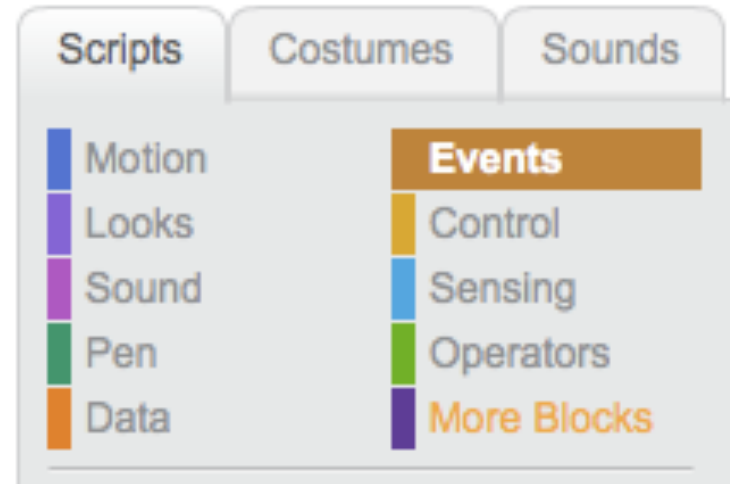 Scripts Costumes Sounds
Motion Events
Looks Control
Sound Sensing
Pen Operators
Data More Blocks